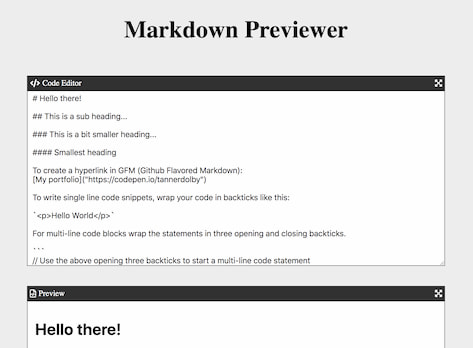 Markdown Previewer
Code Editor
# Hello there!
## This is a sub heading...
### This is a bit smaller heading...
#### Smallest heading
To create a hyperlink in GFM (Github Flavored Markdown):
[My portfolio]("https://codepen.io/tannerdolby")
To write single line code snippets, wrap your code in backticks like this:
`<p>Hello World</p>`
For multi-line code blocks wrap the statements in three opening and closing backticks.
```
// Use the above opening three backticks to start a multi-line code statement
Preview
Hello there!